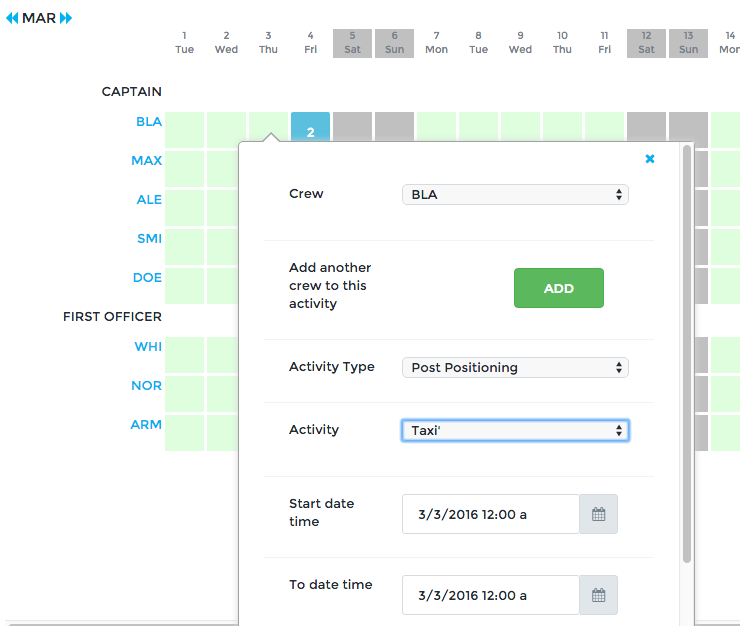 MAR
1 2 3 4 5 6 7 8 9 10 11 12 13 14
Tue Wed Thu Fri Sat Sun Mon Tue Wed Thu Fri Sat Sun Mon
CAPTAIN
BLA
2
MAX
ALE
SMI
DOE
FIRST OFFICER
WHI
NOR
ARM
Crew
BLA
Add another
crew to this
activity
ADD
Activity Type
Post Positioning
Activity
Taxi'
Start date
time
3/3/2016 12:00 a
To date time
3/3/2016 12:00 a